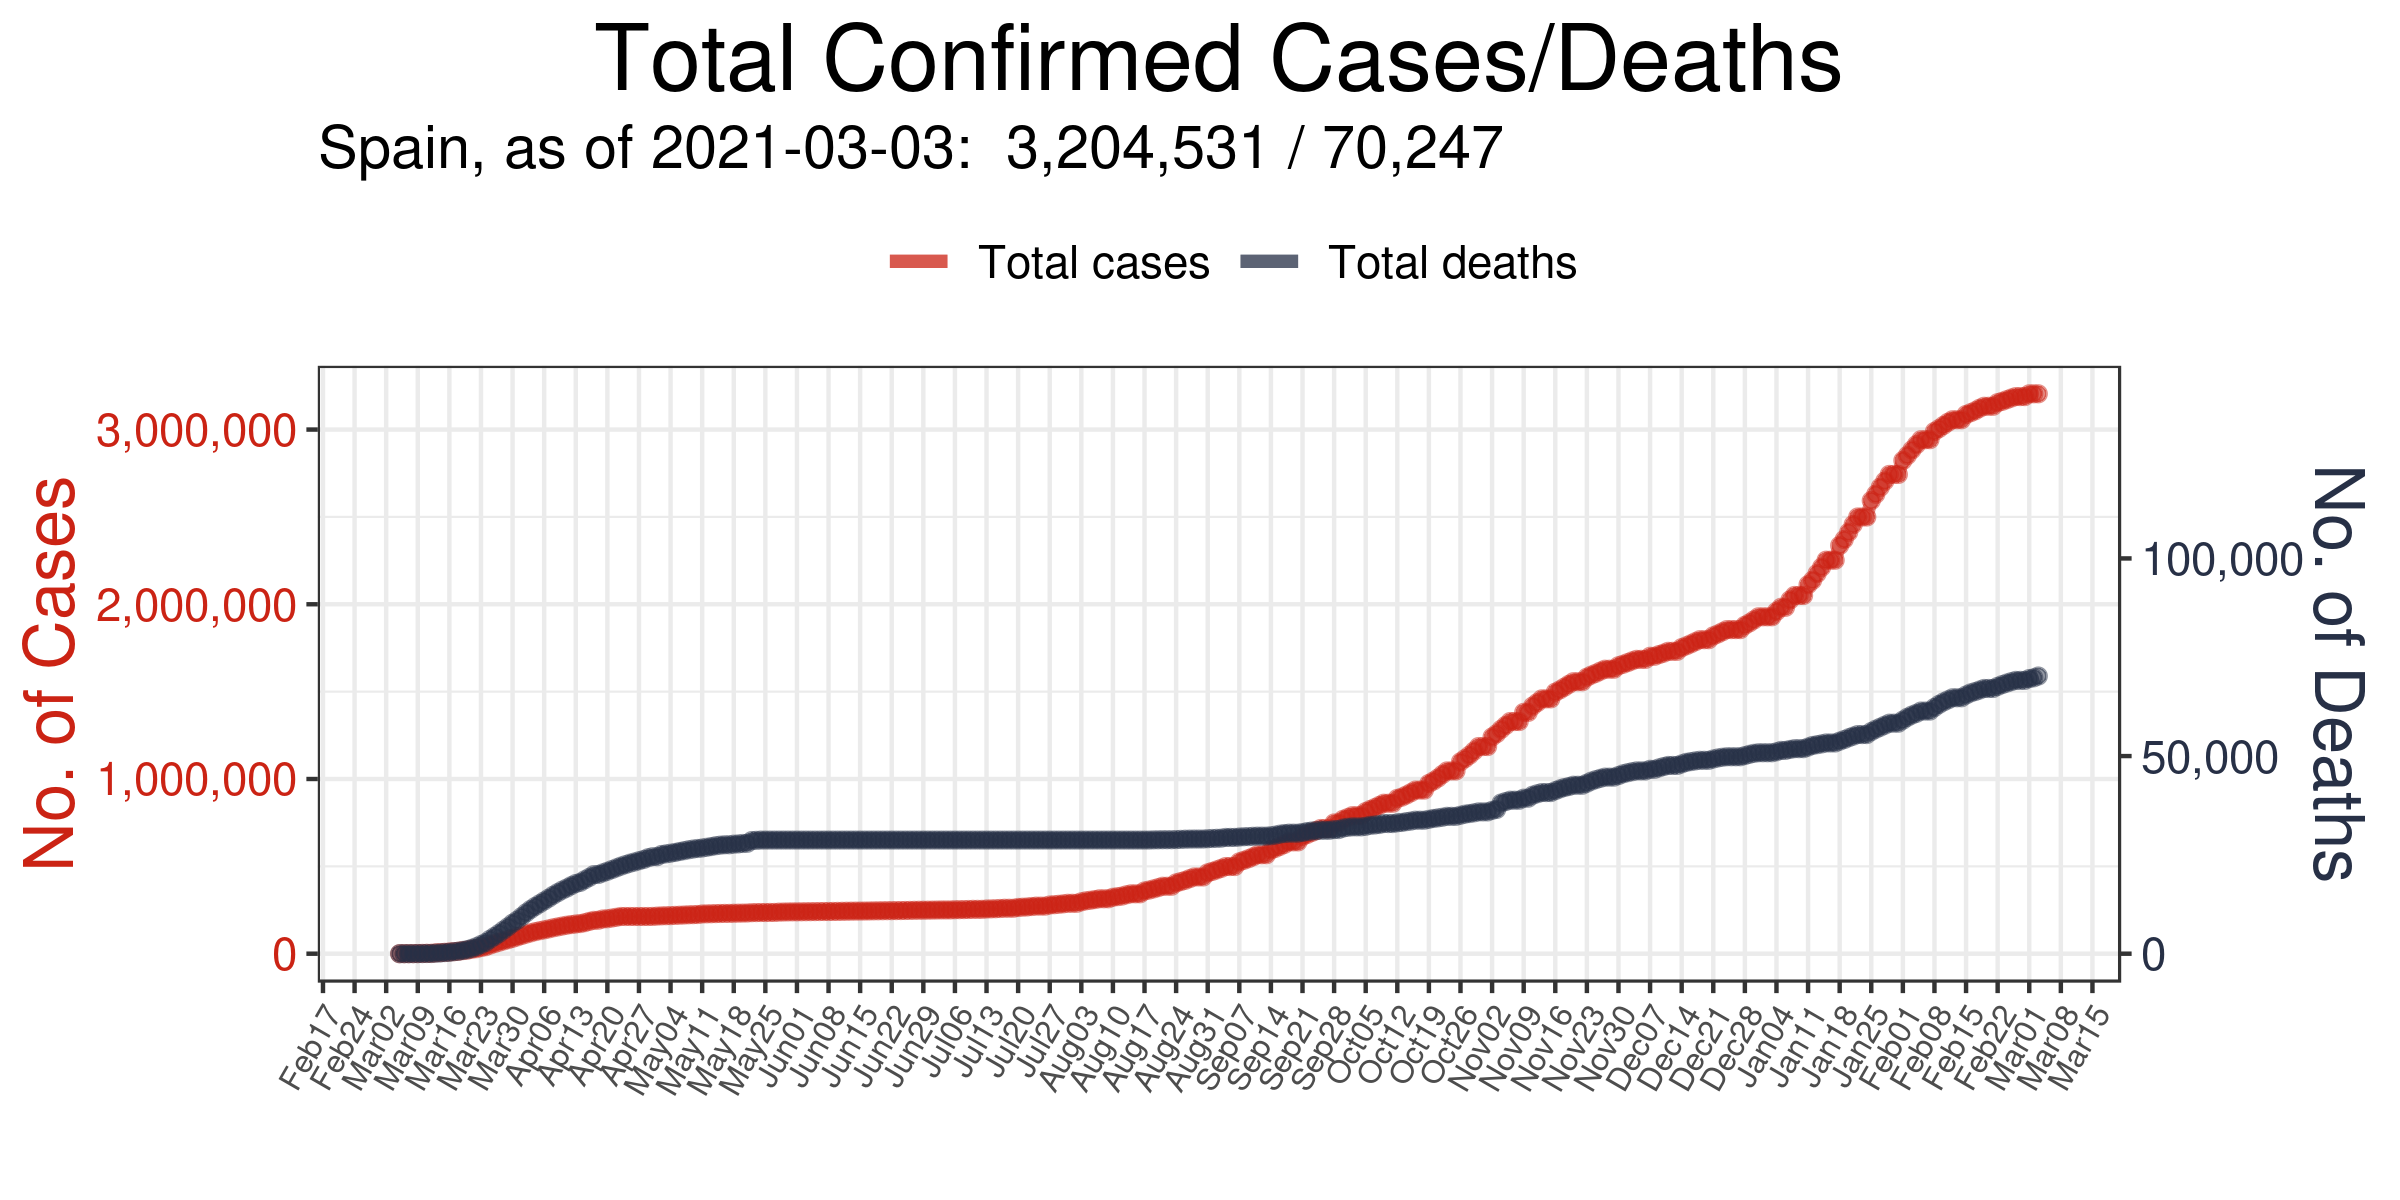 Total Confirmed Cases/Deaths
Spain, as of 2021-03-03:  3,204,531 / 70,247
Total cases
Total deaths
No. of Cases
3,000,000
2,000,000
1,000,000
0
100,000
50,000
0
No. of Deaths
Feb17
Feb24
Mar02
Mar09
Mar16
Mar23
Mar30
Apr06
Apr13
Apr20
Apr27
May04
May11
May18
May25
Jun01
Jun08
Jun15
Jun22
Jun29
Jul06
Jul13
Jul20
Jul27
Aug03
Aug10
Aug17
Aug24
Aug31
Sep07
Sep14
Sep21
Sep28
Oct05
Oct12
Oct19
Oct26
Nov02
Nov09
Nov16
Nov23
Nov30
Dec07
Dec14
Dec21
Dec28
Jan04
Jan11
Jan18
Jan25
Feb01
Feb08
Feb15
Feb22
Mar01
Mar08
Mar15